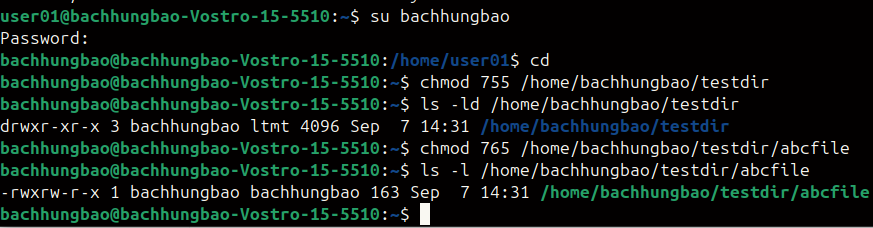 user01@bachhungbao-Vostro-15-5510:~$ su bachhungbao
Password:
bachhungbao@bachhungbao-Vostro-15-5510:/home/user01$ cd
bachhungbao@bachhungbao-Vostro-15-5510:~$ chmod 755 /home/bachhungbao/testdir
bachhungbao@bachhungbao-Vostro-15-5510:~$ ls -ld /home/bachhungbao/testdir
drwxr-xr-x 3 bachhungbao ltmt 4096 Sep  7 14:31 /home/bachhungbao/testdir
bachhungbao@bachhungbao-Vostro-15-5510:~$ chmod 765 /home/bachhungbao/testdir/abcfile
bachhungbao@bachhungbao-Vostro-15-5510:~$ ls -l /home/bachhungbao/testdir/abcfile
-rwxrw-r-x 1 bachhungbao bachhungbao 163 Sep  7 14:31 /home/bachhungbao/testdir/abcfile
bachhungbao@bachhungbao-Vostro-15-5510:~$